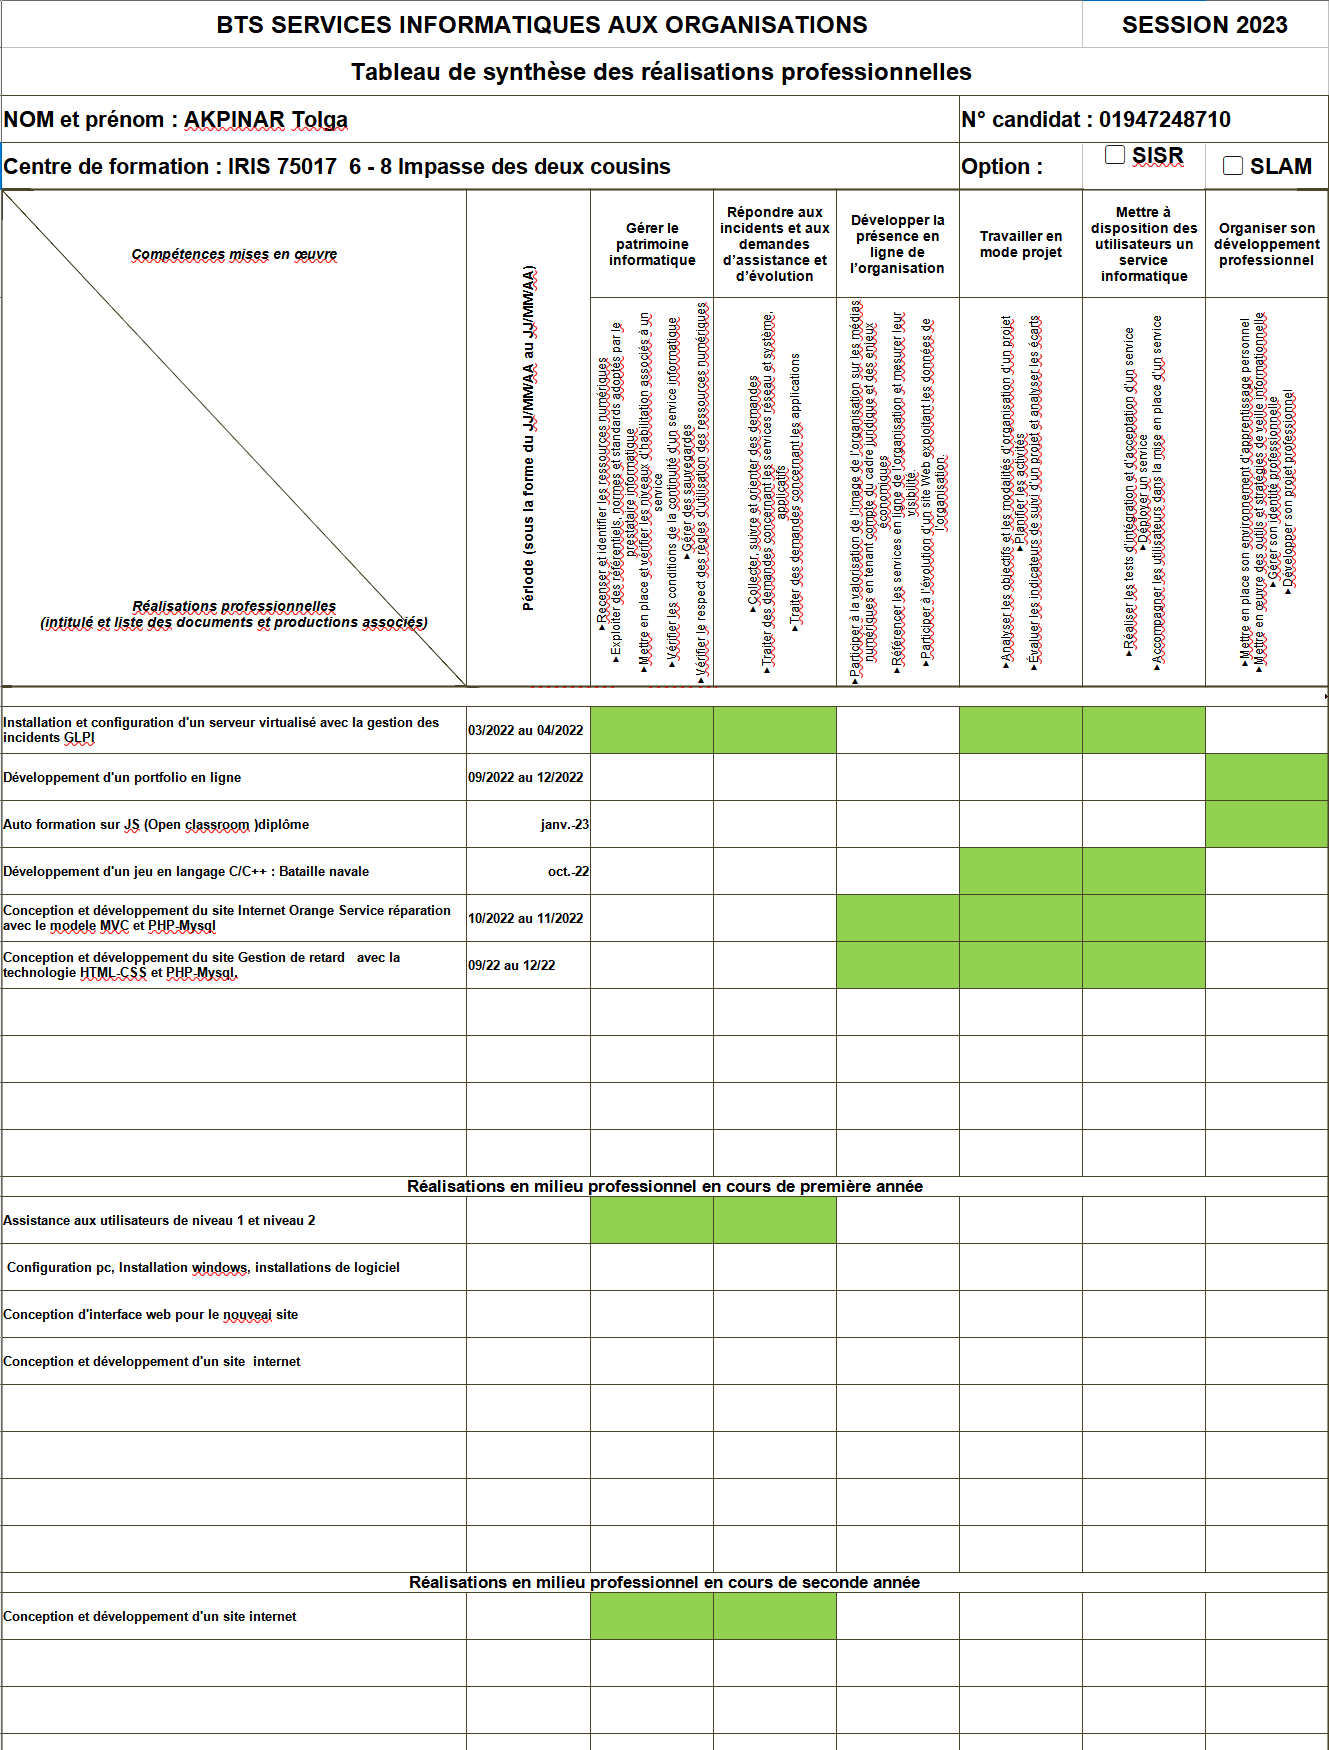 BTS SERVICES INFORMATIQUES AUX ORGANISATIONS
SESSION 2023
Tableau de synthèse des réalisations professionnelles
NOM et prénom : AKPINAR Tolga
N° candidat : 01947248710
Centre de formation : IRIS 75017  6 - 8 Impasse des deux cousins
Option :
SISR
SLAM
Compétences mises en œuvre
Réalisations professionnelles
(intitulé et liste des documents et productions associés)
Période (sous la forme du JJ/MM/AA au JJ/MM/AA)
Gérer le
patrimoine
informatique
Répondre aux
incidents et aux
demandes
d'assistance et
d'évolution
Développer la
présence en
ligne de
l'organisation
Travailler en
mode projet
Mettre à
disposition des
utilisateurs un
service
informatique
Organiser son
développement
professionnel
▸Recenser et identifier les ressources numériques
▸Exploiter des référentiels, normes et standards adoptés par le
prestataire informatique
▸Mettre en place et vérifier les niveaux d'habilitation associés à un
service
▸Vérifier les conditions de la continuité d'un service informatique
▸Gérer des sauvegardes
▸Vérifier le respect des règles d'utilisation des ressources numériques
▸Collecter, suivre et orienter des demandes
▸Traiter des demandes concernant les services réseau et système,
applicatifs
▸Traiter des demandes concernant les applications
▸Participer à la valorisation de l'image de l'organisation sur les médias
numériques en tenant compte du cadre juridique et des enjeux
économiques
▸Référencer les services en ligne de l'organisation et mesurer leur
visibilité.
▸Participer à l'évolution d'un site Web exploitant les données de
l'organisation.
▸Analyser les objectifs et les modalités d'organisation d'un projet
▸Planifier les activités
▸Évaluer les indicateurs de suivi d'un projet et analyser les écarts
▸Réaliser les tests d'intégration et d'acceptation d'un service
▸Déployer un service
▸Accompagner les utilisateurs dans la mise en place d'un service
▸Mettre en place son environnement d'apprentissage personnel
▸Mettre en œuvre des outils et stratégies de veille informationnelle
▸Gérer son identité professionnelle
▸Développer son projet professionnel
Installation et configuration d'un serveur virtualisé avec la gestion des
incidents GLPI
03/2022 au 04/2022
Développement d'un portfolio en ligne
09/2022 au 12/2022
Auto formation sur JS (Open classroom )diplôme
janv.-23
Développement d'un jeu en langage C/C++ : Bataille navale
oct.-22
Conception et développement du site Internet Orange Service réparation
avec le modele MVC et PHP-Mysql
10/2022 au 11/2022
Conception et développement du site Gestion de retard   avec la
technologie HTML-CSS et PHP-Mysql.
09/22 au 12/22
Réalisations en milieu professionnel en cours de première année
Assistance aux utilisateurs de niveau 1 et niveau 2
Configuration pc, Installation windows, installations de logiciel
Conception d'interface web pour le nouveaj site
Conception et développement d'un site  internet
Réalisations en milieu professionnel en cours de seconde année
Conception et développement d'un site internet